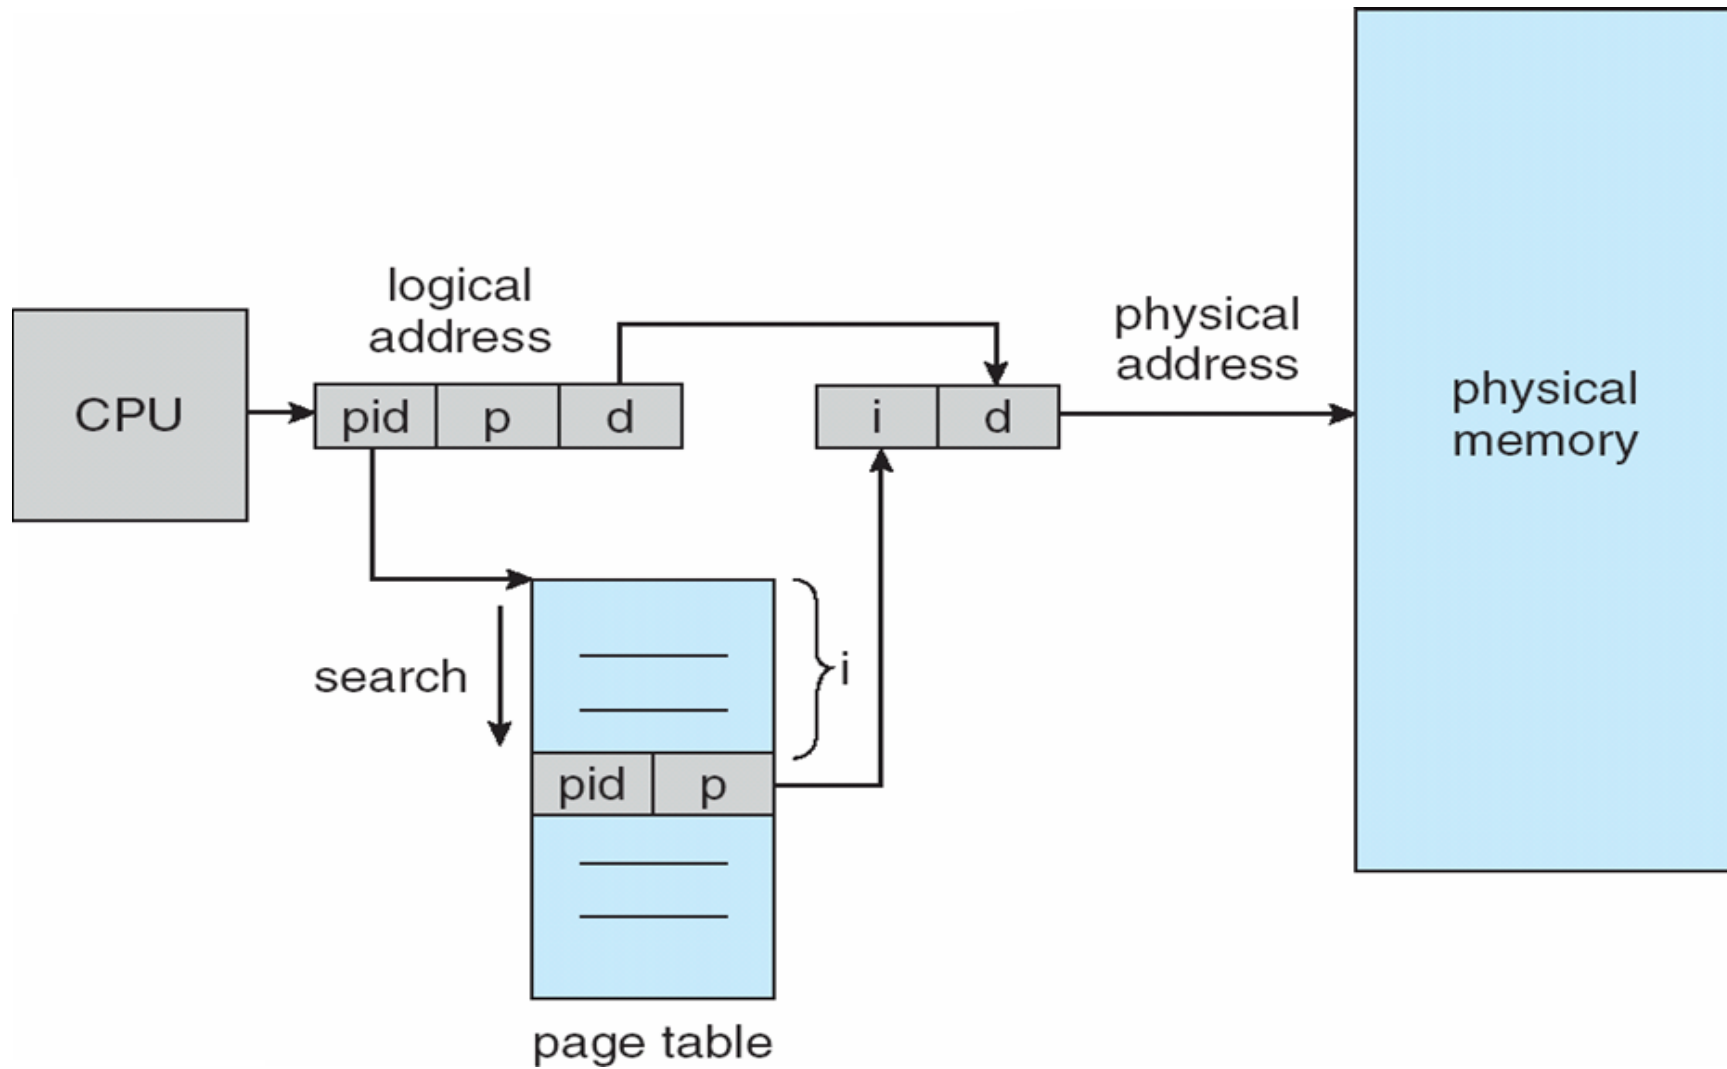 logical
address
CPU
pid
p
d
i
d
physical
address
physical
memory
search
i
pid
p
page table